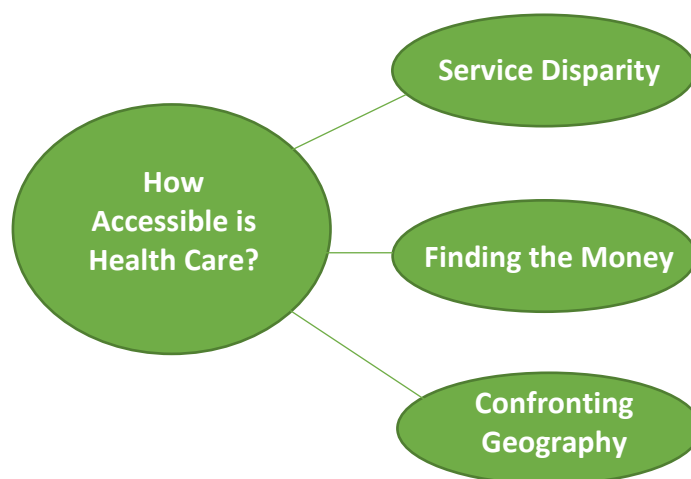 How
Accessible is
Health Care?
Service Disparity
Finding the Money
Confronting
Geography